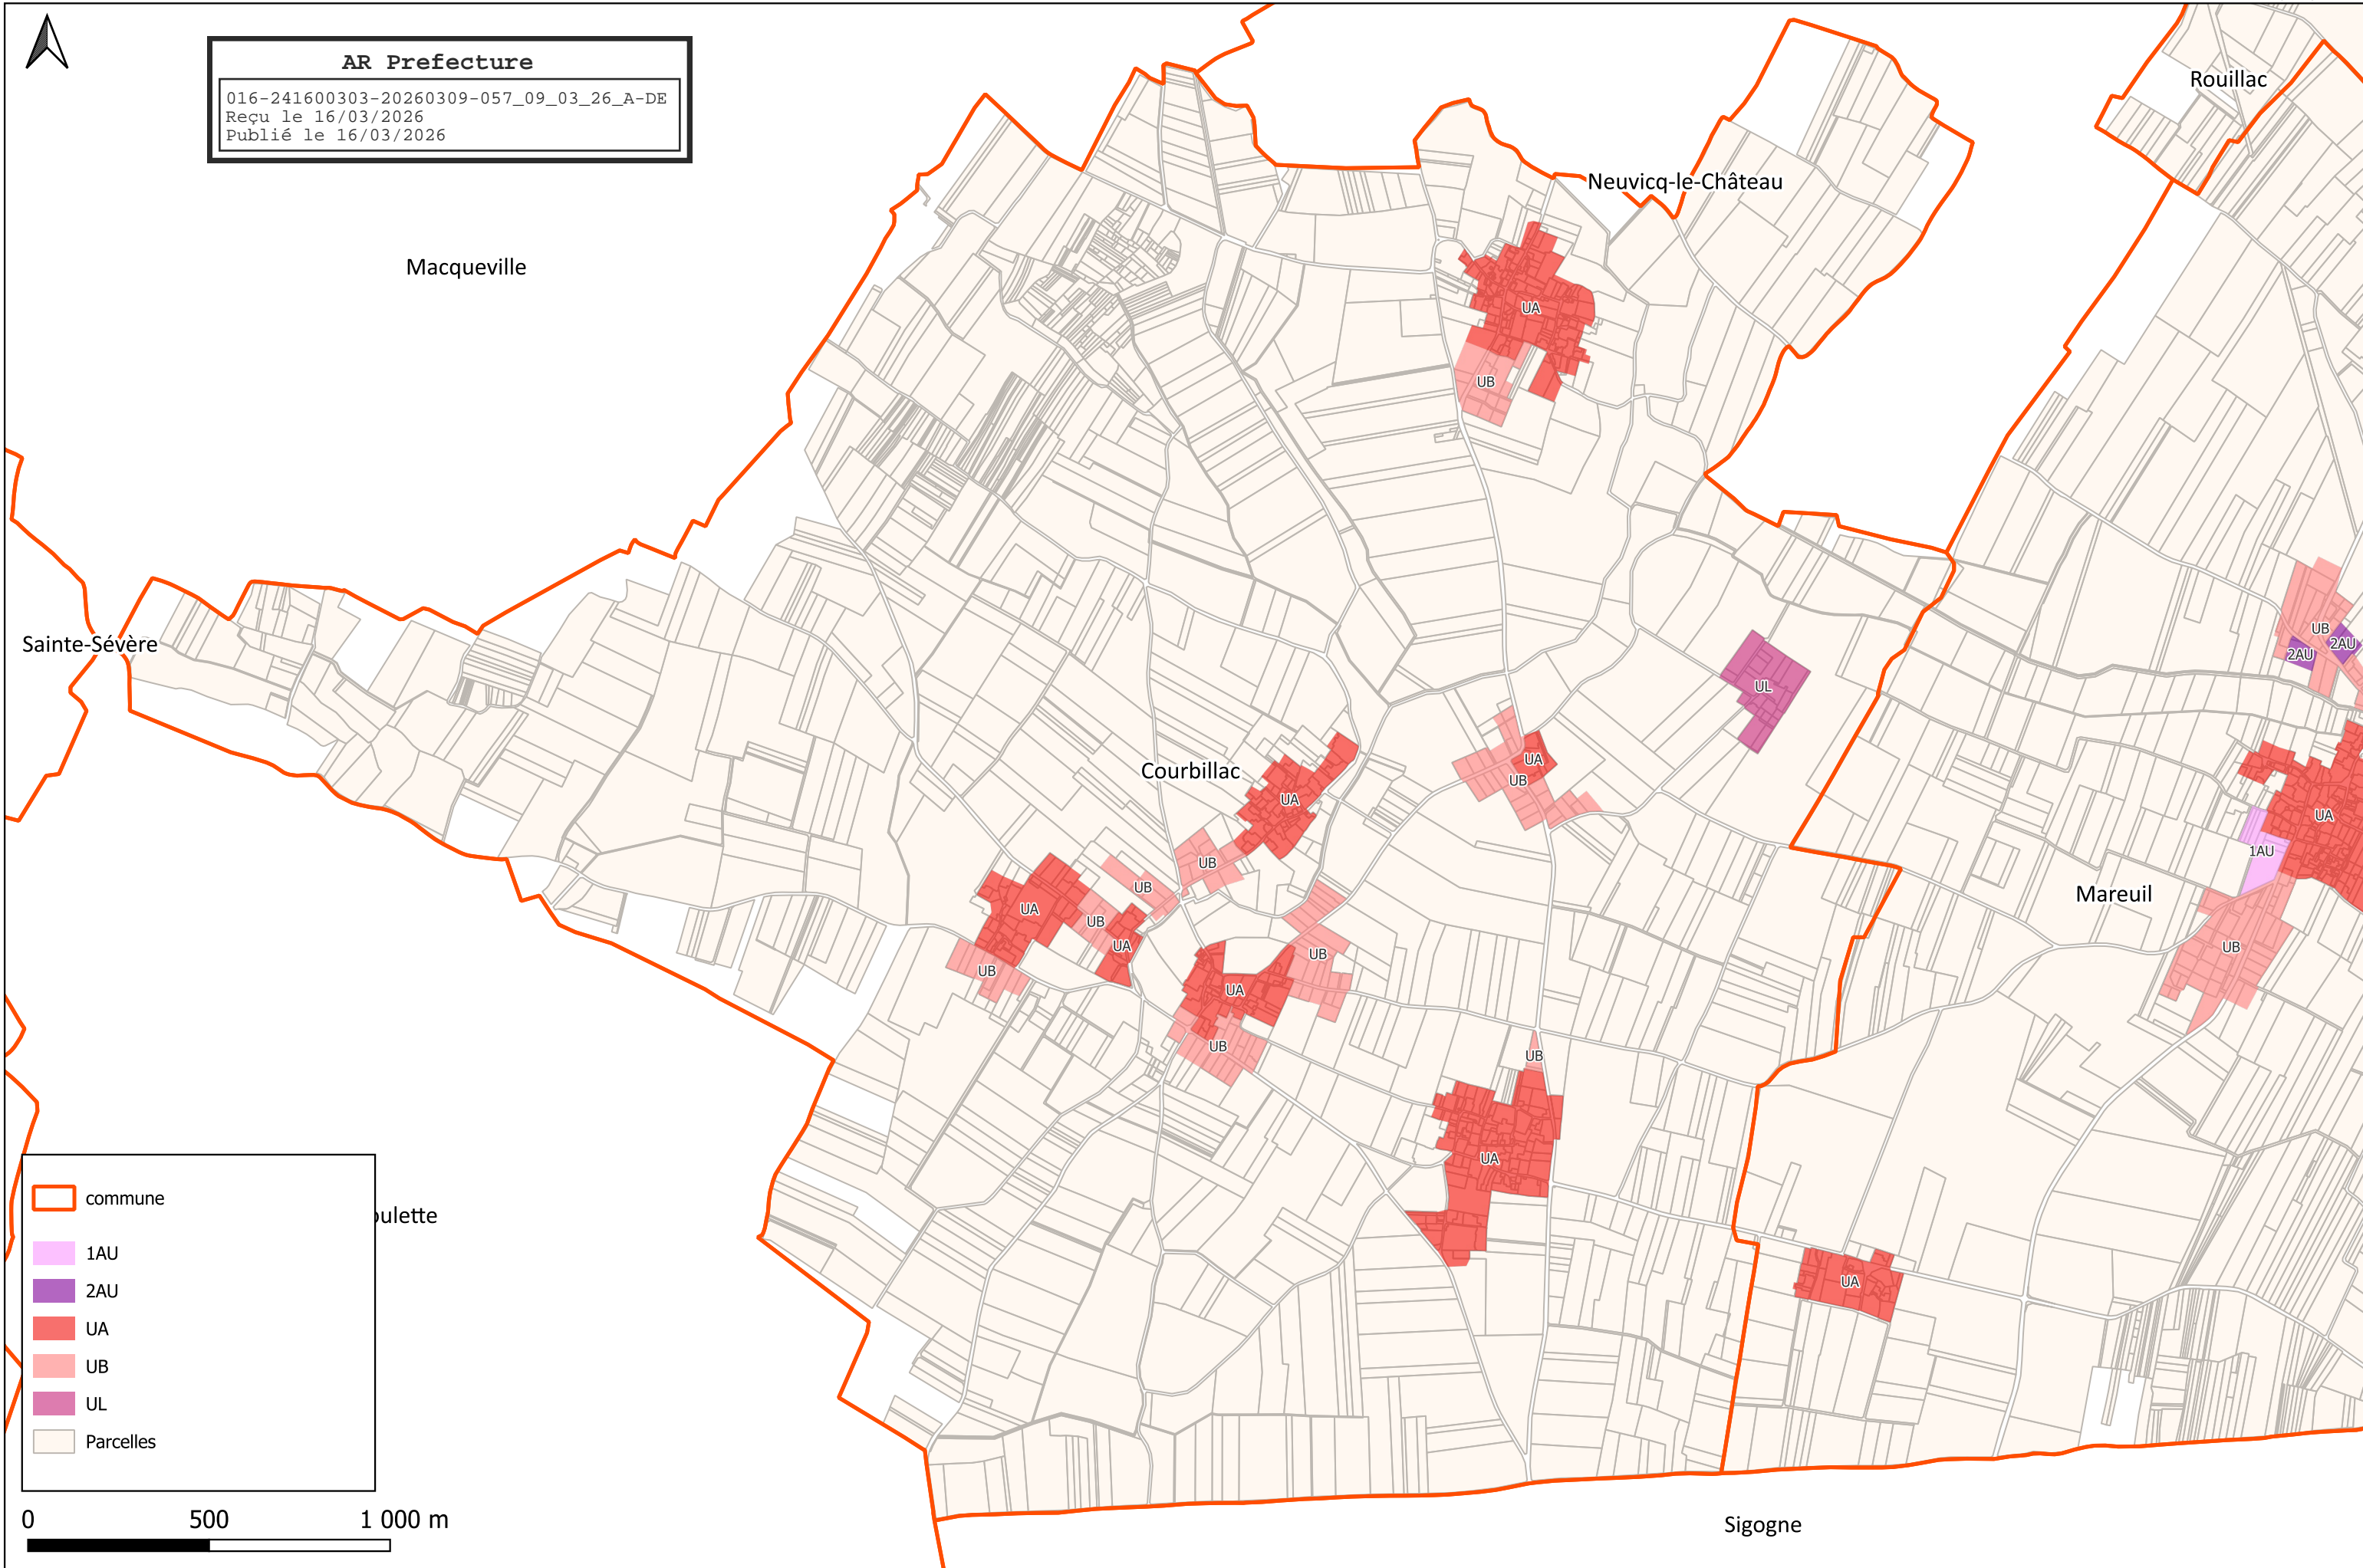 AR Prefecture
016-241600303-20260309-057_09_03_26_A-DE
Reçu le 16/03/2026
Publié le 16/03/2026
Rouillac
Neuvicq-le-Château
Macqueville
UA
UB
Sainte-Sévère
UB
2AU
2AU
UL
UA
UB
Courbillac
UA
UA
1AU
UB
UB
Mareuil
UA
UB
UA
UB
UB
UB
UA
UB
UB
UA
UA
commune
1AU
2AU
UA
UB
UL
Parcelles
oulette
0 500 1 000 m
Sigogne